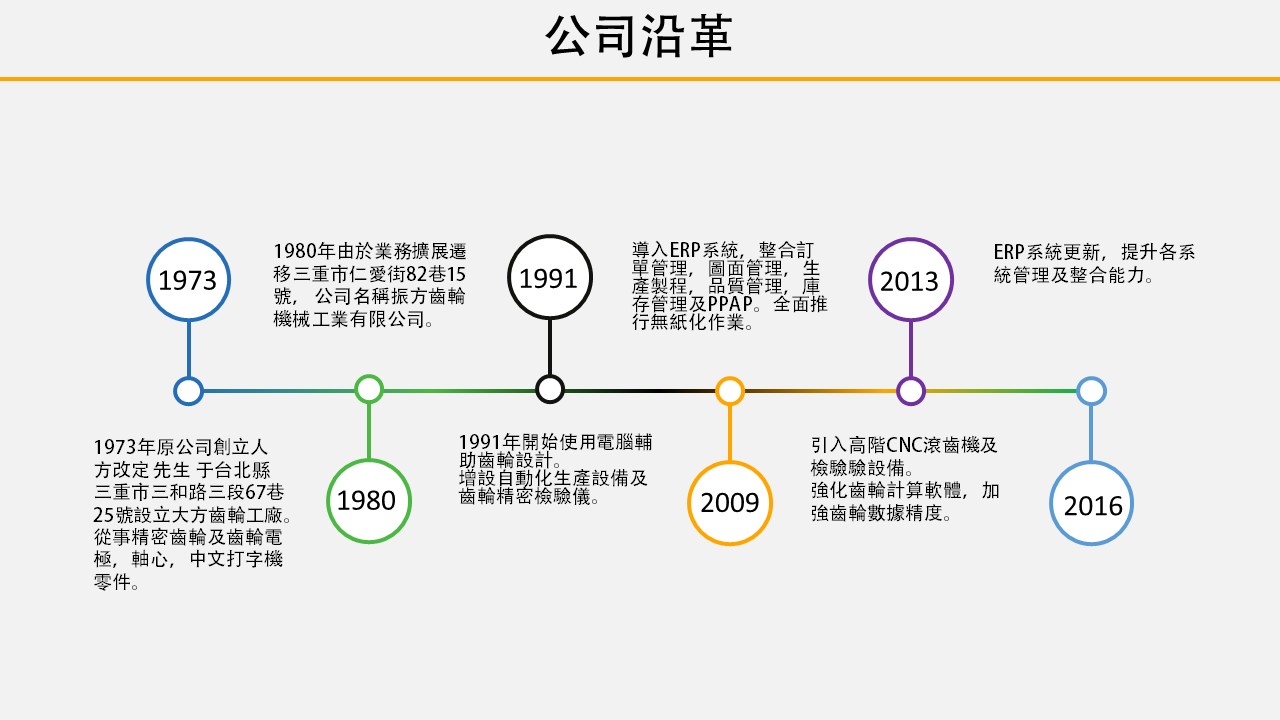 公司沿革
1973
1973年原公司創立人
方改定 先生 于台北縣
三重市三和路三段67巷
25號設立大方齒輪工廠。
從事精密齒輪及齒輪電
極，軸心，中文打字機
零件。
1980年由於業務擴展遷
移三重市仁愛街82巷15
號， 公司名稱振方齒輪
機械工業有限公司。
1980
1991
1991年開始使用電腦輔
助齒輪設計。
增設自動化生產設備及
齒輪精密檢驗儀。
導入ERP系統，整合訂
單管理，圖面管理，生
產製程，品質管理，庫
存管理及PPAP。全面推
行無紙化作業。
2009
2013
引入高階CNC滾齒機及
檢驗驗設備。
強化齒輪計算軟體，加
強齒輪數據精度。
ERP系統更新，提升各系
統管理及整合能力。
2016